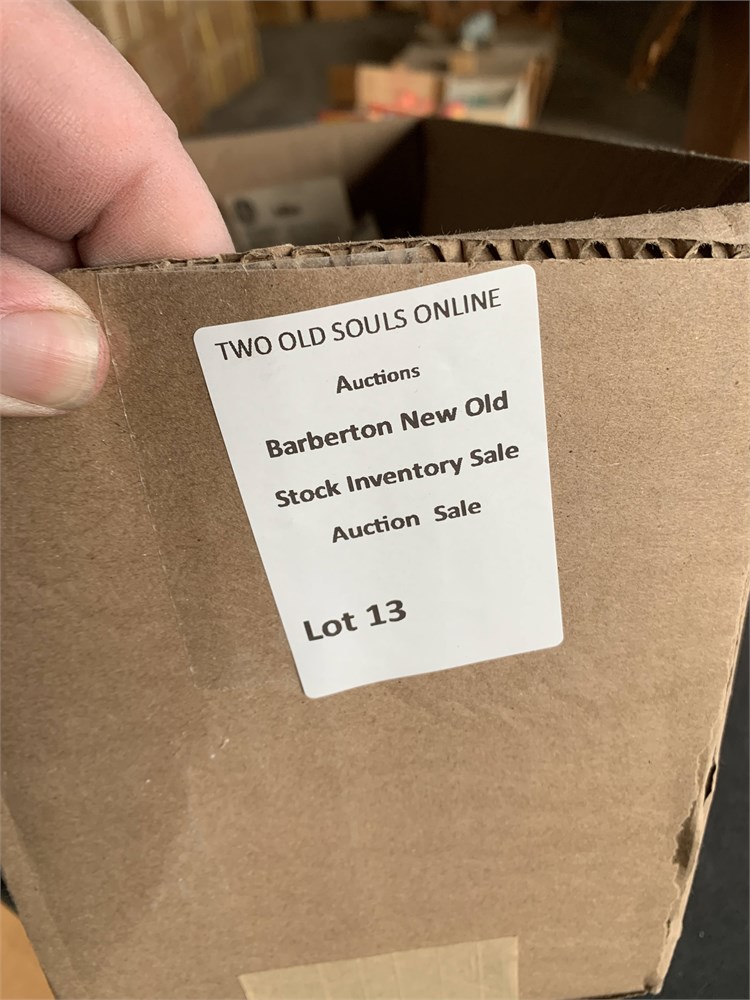 TWO OLD SOULS ONLINE
Auctions
Barberton New Old
Stock Inventory Sale
Auction Sale
Lot 13